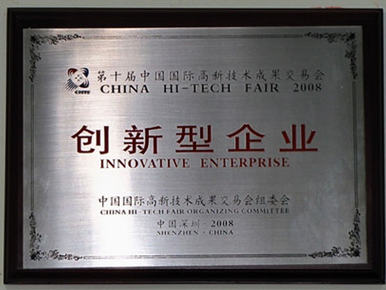 第十届中国国际高新技术成果交易会
CHINA HI-TECH FAIR 2008
创新型企业
INNOVATIVE ENTERPRISE
中国国际高新技术成果交易会组委会
CHINA HI-TECH FAIR ORGANIZING COMMITTEE
中国深圳·2008
SHENZHEN·CHINA